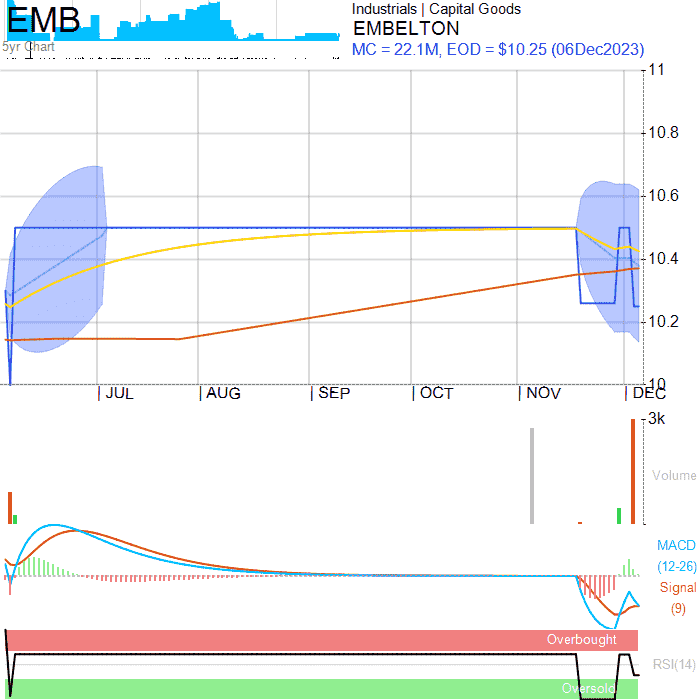 EMB
5yr Chart
Industrials | Capital Goods
EMBELTON
MC = 22.1M, EOD = $10.25 (06Dec2023)
11
10.8
10.6
10.4
10.2
10
JUL AUG SEP OCT NOV DEC
3k
Volume
MACD
(12-26)
Signal
(9)
Overbought
RSI(14)
Oversold